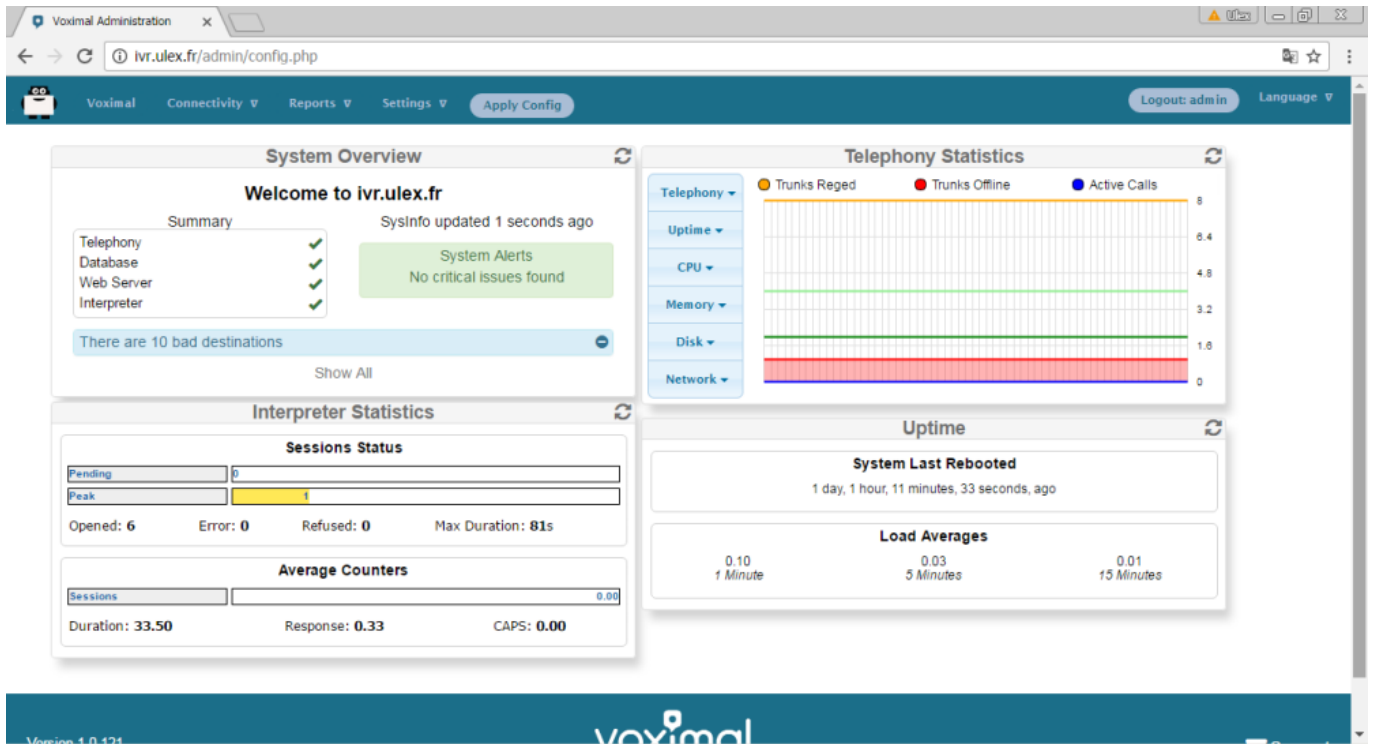 Voximal Administration
ivr.ulex.fr/admin/config.php
Voximal Connectivity Reports Settings Apply Config Logout: admin Language
System Overview
Welcome to ivr.ulex.fr
Summary
Telephony
Database
Web Server
Interpreter
SysInfo updated 1 seconds ago
System Alerts
No critical issues found
There are 10 bad destinations
Show All
Telephony Statistics
Telephony
Uptime
CPU
Memory
Disk
Network
Trunks Reged Trunks Offline Active Calls
8
6.4
4.8
3.2
1.6
0
Interpreter Statistics
Sessions Status
Pending 0
Peak 1
Opened: 6 Error: 0 Refused: 0 Max Duration: 81s
Average Counters
Sessions 0.00
Duration: 33.50 Response: 0.33 CAPS: 0.00
Uptime
System Last Rebooted
1 day, 1 hour, 11 minutes, 33 seconds, ago
Load Averages
0.10 0.03 0.01
1 Minute 5 Minutes 15 Minutes
Version 1.0.121
voximal